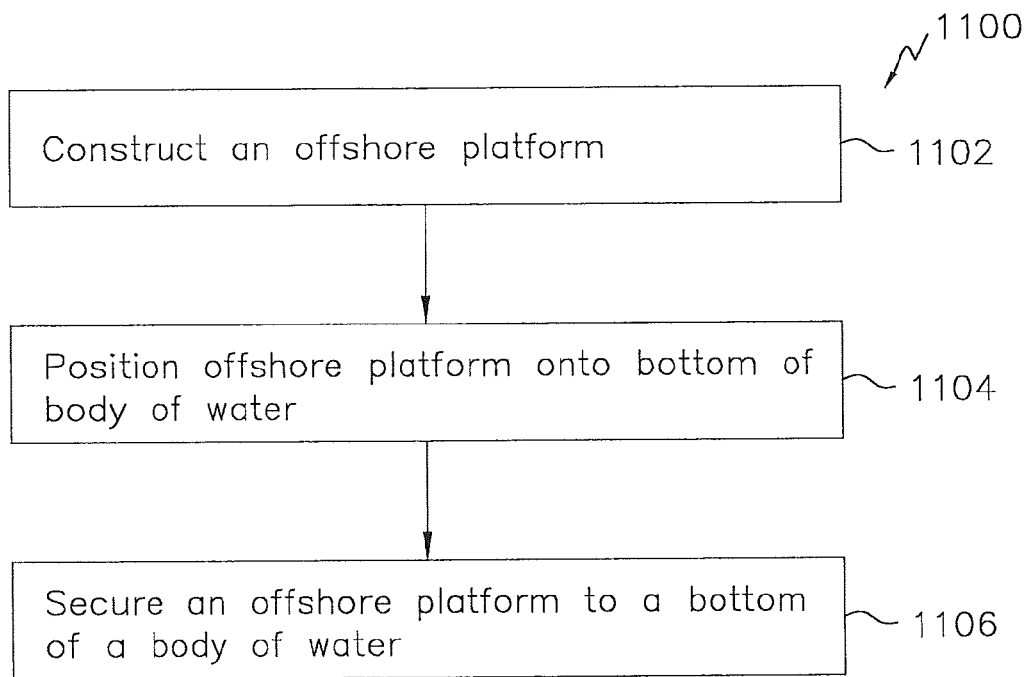 1100
Construct an offshore platform
1102
Position offshore platform onto bottom of
body of water
1104
Secure an offshore platform to a bottom
of a body of water
1106